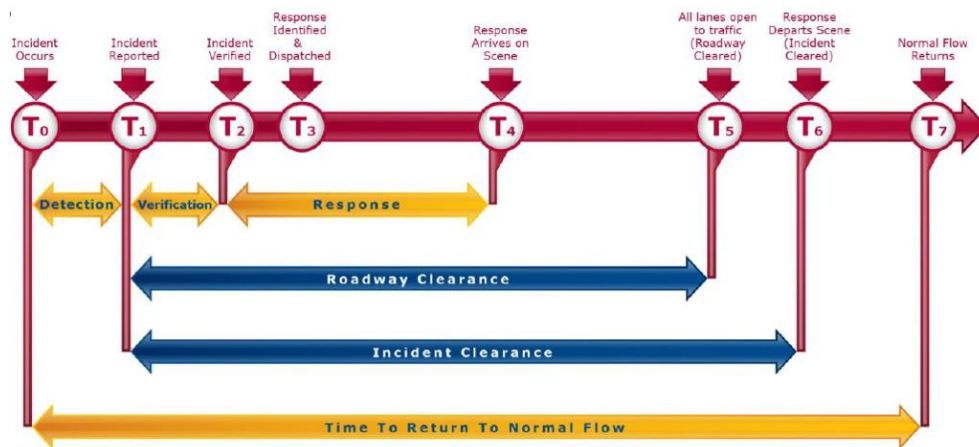 Incident
Occurs
Incident
Reported
Incident
Verified
Response
Identified
&
Dispatched
Response
Arrives on
Scene
All lanes open
to traffic
(Roadway
Cleared)
Response
Departs Scene
(Incident
Cleared)
Normal Flow
Returns
T0
T1
T2
T3
T4
T5
T6
T7
Detection
Verification
Response
Roadway Clearance
Incident Clearance
Time To Return To Normal Flow